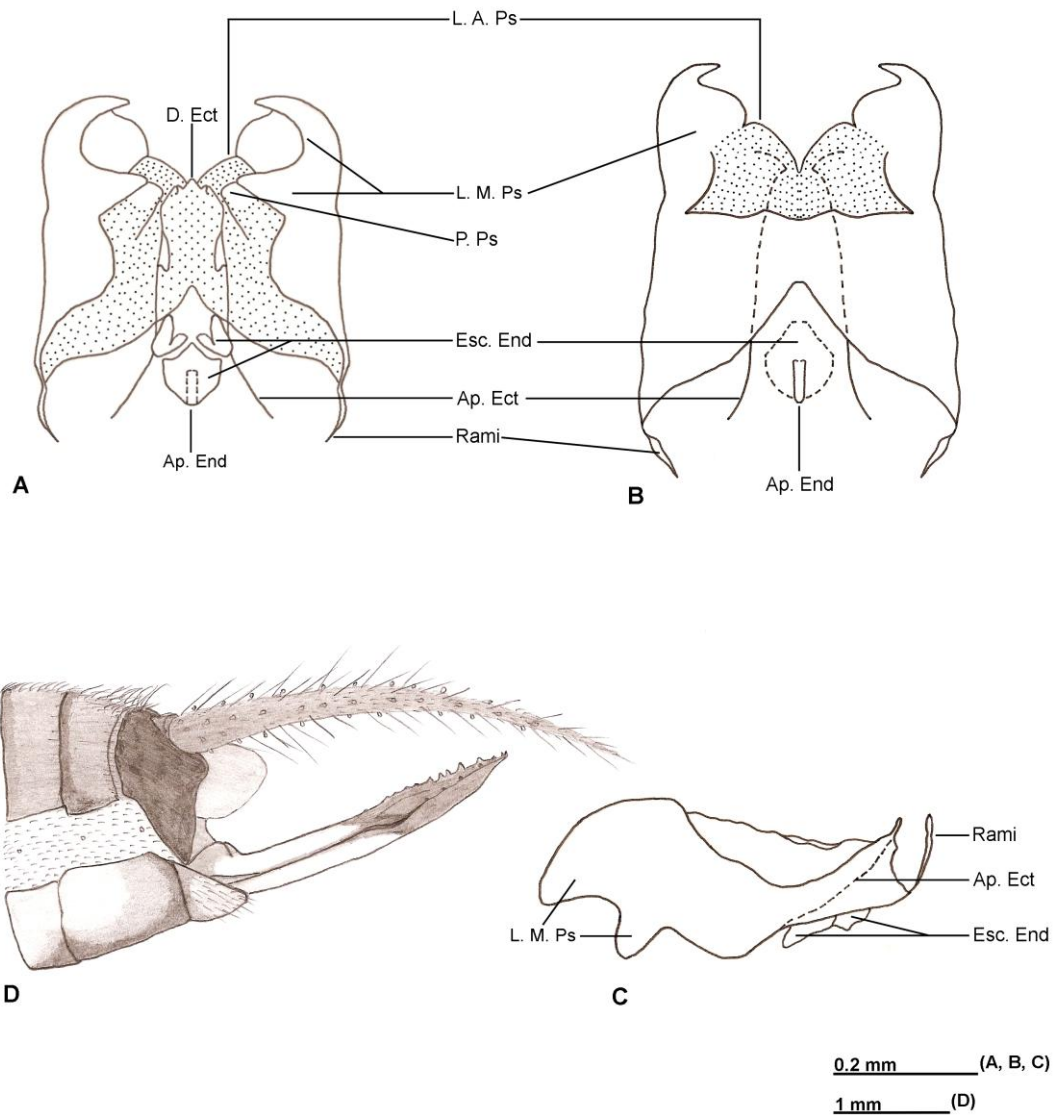 L. A. Ps
D. Ect
L. M. Ps
P. Ps
Esc. End
Ap. Ect
Rami
Ap. End
Ap. End
A
B
Rami
Ap. Ect
L. M. Ps
Esc. End
D
C
0.2 mm (A, B, C)
1 mm (D)